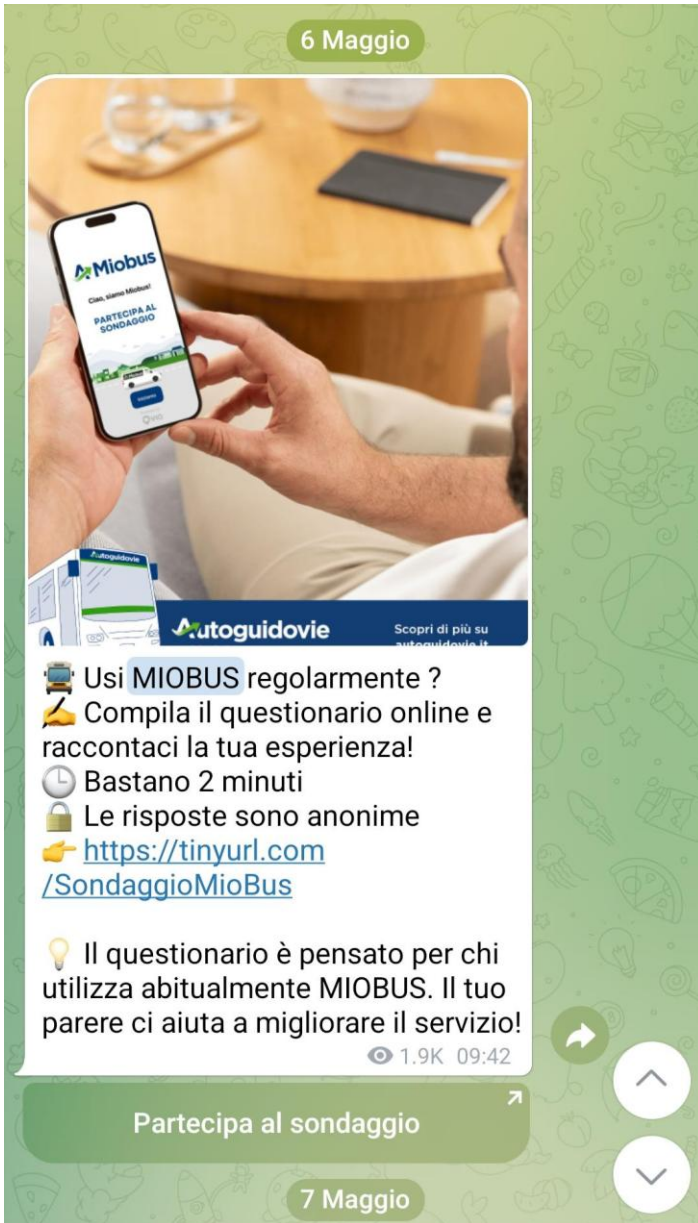 6 Maggio
Miobus
Ciao, siamo Miobus!
PARTECIPA AL
SONDAGGIO
Autoguidovie
Autoguidovie
Scopri di più su
autoguidovie.it
🚍 Usi MIOBUS regolarmente ?
✍️ Compila il questionario online e
raccontaci la tua esperienza!
🕒 Bastano 2 minuti
🔒 Le risposte sono anonime
👉 https://tinyurl.com
/SondaggioMioBus
💡 Il questionario è pensato per chi
utilizza abitualmente MIOBUS. Il tuo
parere ci aiuta a migliorare il servizio!
1.9K 09:42
Partecipa al sondaggio
7 Maggio